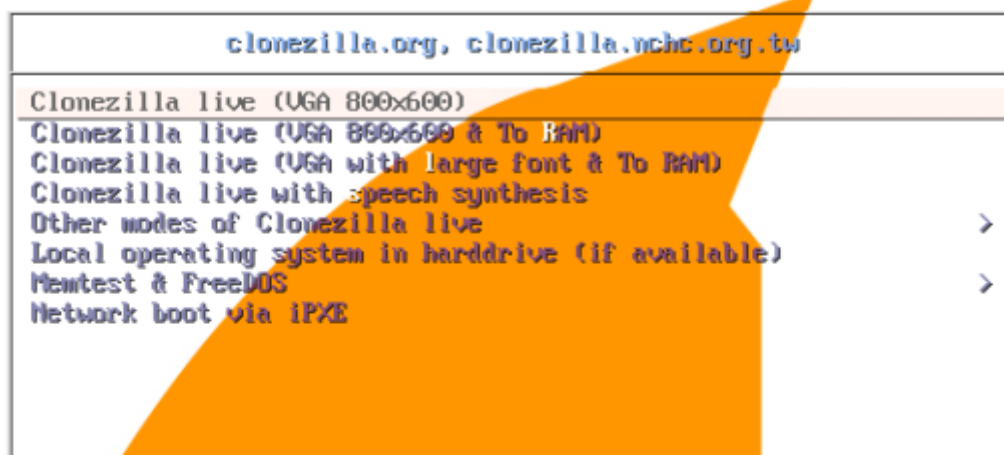 clonezilla.org, clonezilla.nchc.org.tw
Clonezilla live (VGA 800x600)
Clonezilla live (VGA 800x600 & To RAM)
Clonezilla live (VGA with large font & To RAM)
Clonezilla live with speech synthesis
Other modes of Clonezilla live >
Local operating system in harddrive (if available)
Memtest & FreeDOS >
Network boot via iPXE